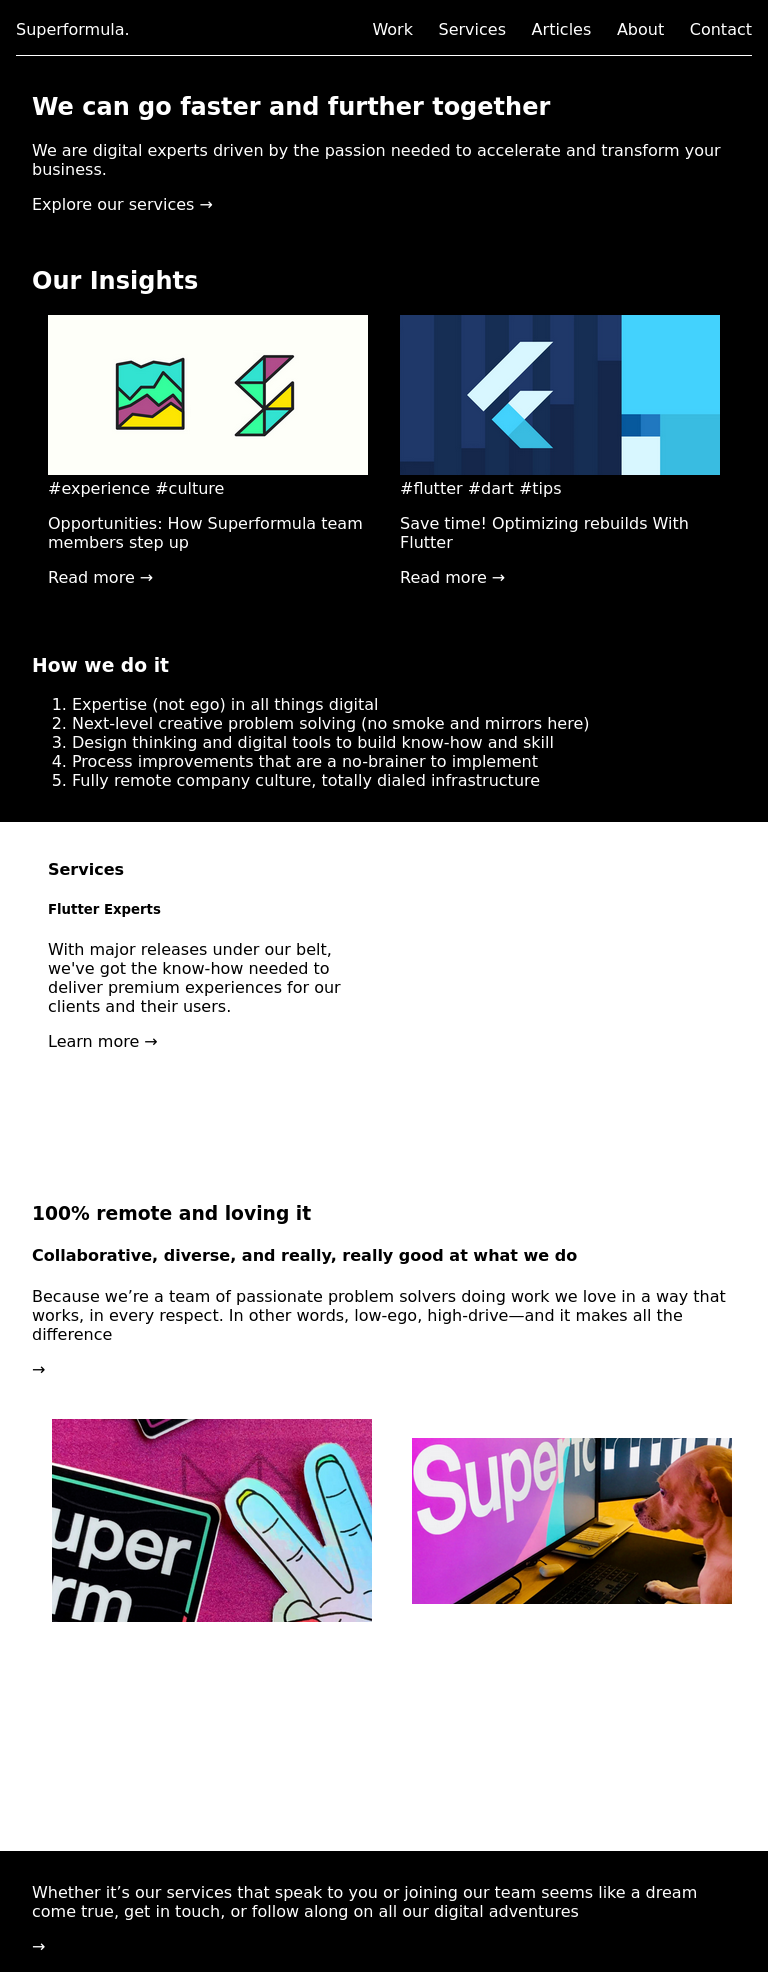 Superformula.
Work Services Articles About Contact
We can go faster and further together
We are digital experts driven by the passion needed to accelerate and transform your
business.
Explore our services →
Our Insights
#experience #culture
Opportunities: How Superformula team
members step up
Read more →
#flutter #dart #tips
Save time! Optimizing rebuilds With
Flutter
Read more →
How we do it
1. Expertise (not ego) in all things digital
2. Next-level creative problem solving (no smoke and mirrors here)
3. Design thinking and digital tools to build know-how and skill
4. Process improvements that are a no-brainer to implement
5. Fully remote company culture, totally dialed infrastructure
Services
Flutter Experts
With major releases under our belt,
we've got the know-how needed to
deliver premium experiences for our
clients and their users.
Learn more →
100% remote and loving it
Collaborative, diverse, and really, really good at what we do
Because we’re a team of passionate problem solvers doing work we love in a way that
works, in every respect. In other words, low-ego, high-drive—and it makes all the
difference
→
uper
rm
Superfo
Whether it’s our services that speak to you or joining our team seems like a dream
come true, get in touch, or follow along on all our digital adventures
→